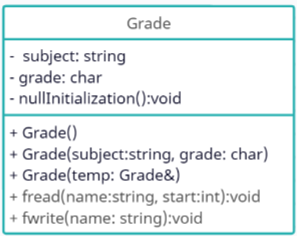 Grade
- subject: string
- grade: char
- nullInitialization():void
+ Grade()
+ Grade(subject:string, grade: char)
+ Grade(temp: Grade&)
+ fread(name:string, start:int):void
+ fwrite(name: string):void